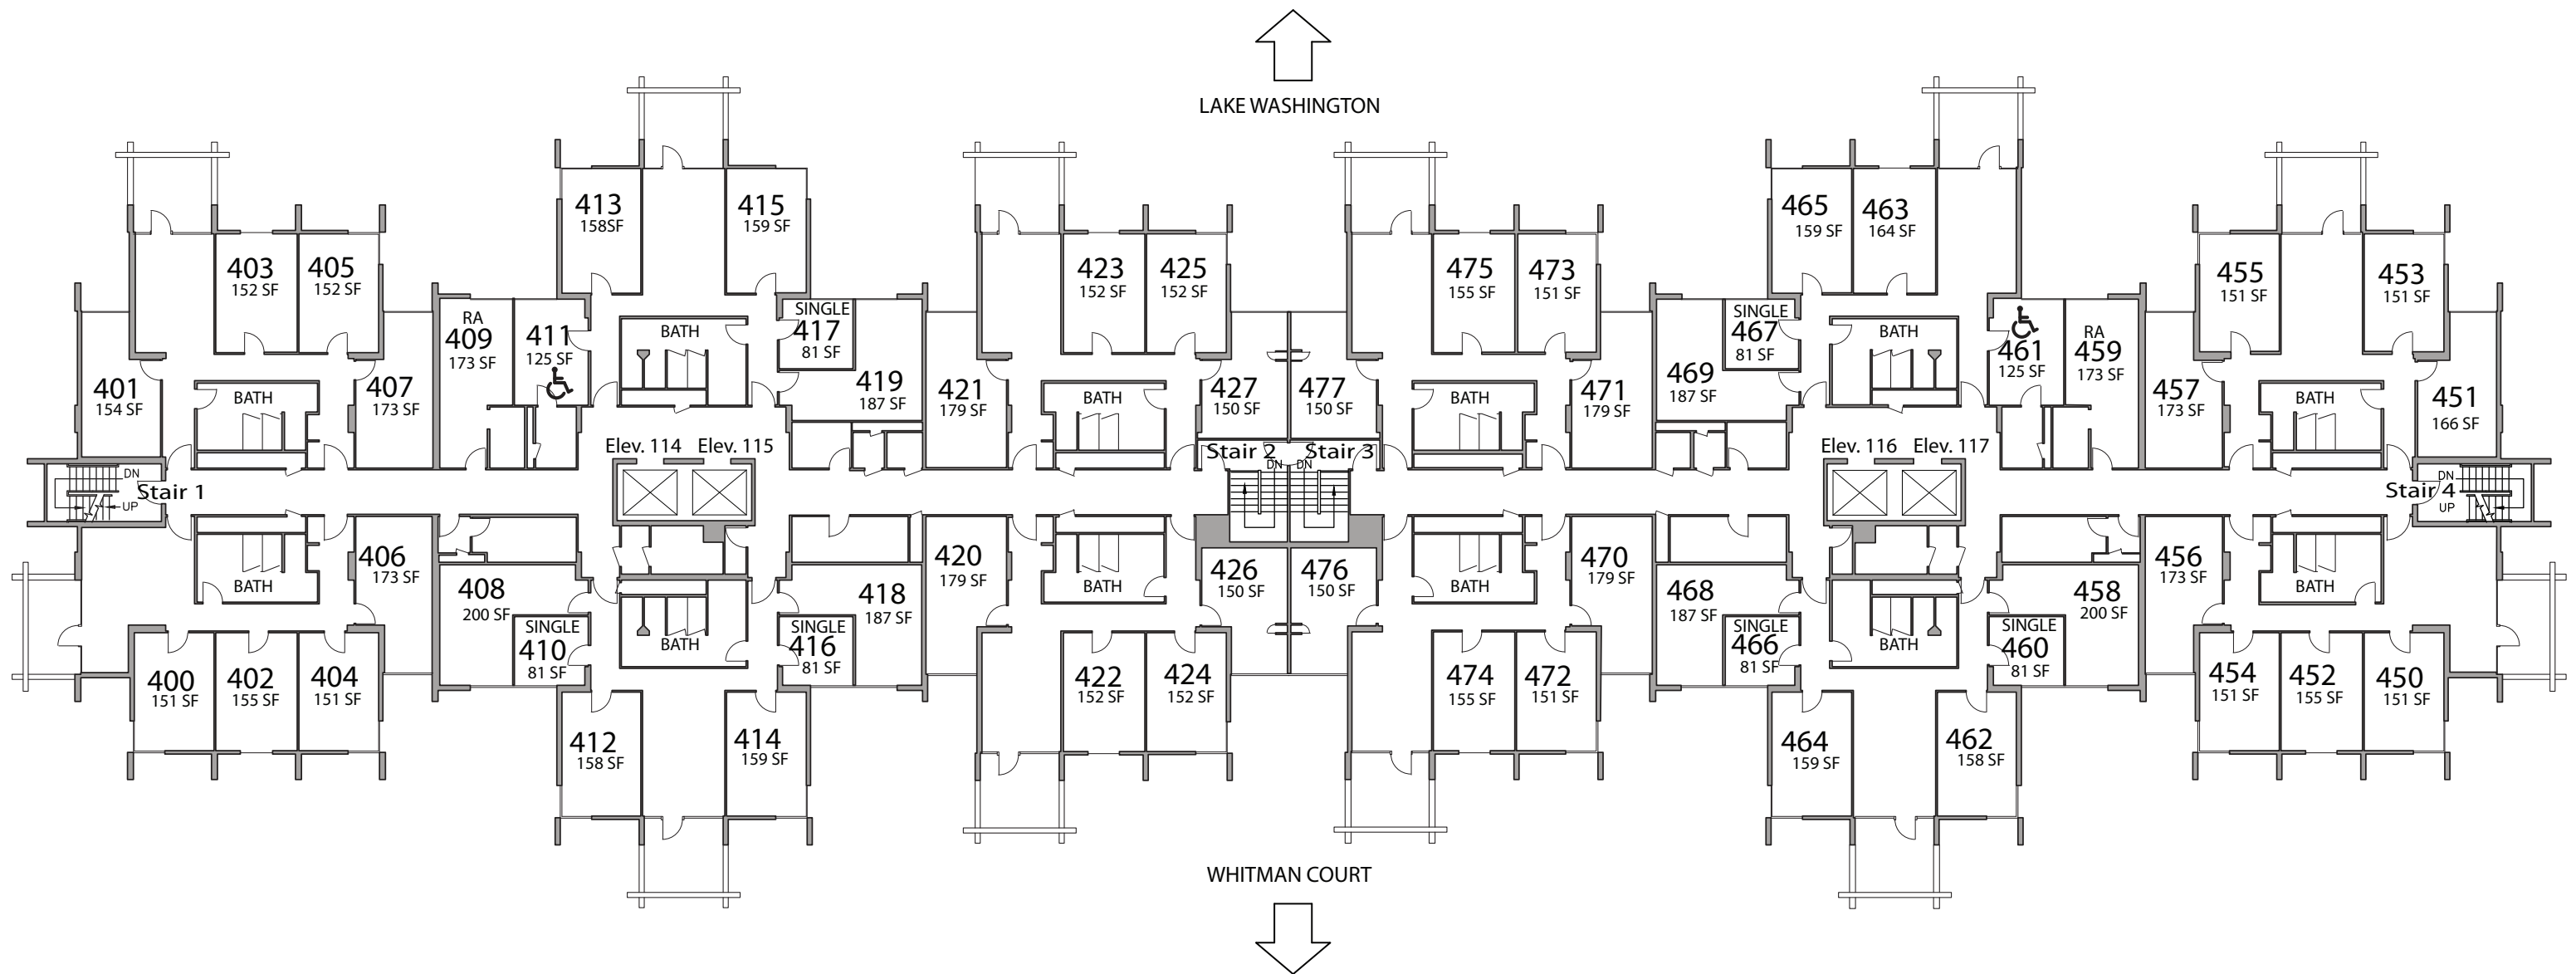 LAKE WASHINGTON
413
158SF
415
159 SF
465
159 SF
463
164 SF
403
152 SF
405
152 SF
423
152 SF
425
152 SF
475
155 SF
473
151 SF
455
151 SF
453
151 SF
401
154 SF
BATH
407
173 SF
RA
409
173 SF
411
125 SF
BATH
SINGLE
417
81 SF
419
187 SF
421
179 SF
BATH
427
150 SF
477
150 SF
BATH
471
179 SF
469
187 SF
SINGLE
467
81 SF
BATH
461
125 SF
RA
459
173 SF
457
173 SF
BATH
451
166 SF
DN
Stair 1
UP
Elev. 114
Elev. 115
Stair 2
DN
DN
Stair 3
Elev. 116
Elev. 117
DN
Stair 4
UP
BATH
406
173 SF
408
200 SF
SINGLE
410
81 SF
BATH
SINGLE
416
81 SF
418
187 SF
420
179 SF
BATH
426
150 SF
476
150 SF
BATH
470
179 SF
468
187 SF
SINGLE
466
81 SF
BATH
SINGLE
460
81 SF
458
200 SF
456
173 SF
BATH
400
151 SF
402
155 SF
404
151 SF
422
152 SF
424
152 SF
474
155 SF
472
151 SF
454
151 SF
452
155 SF
450
151 SF
412
158 SF
414
159 SF
464
159 SF
462
158 SF
WHITMAN COURT